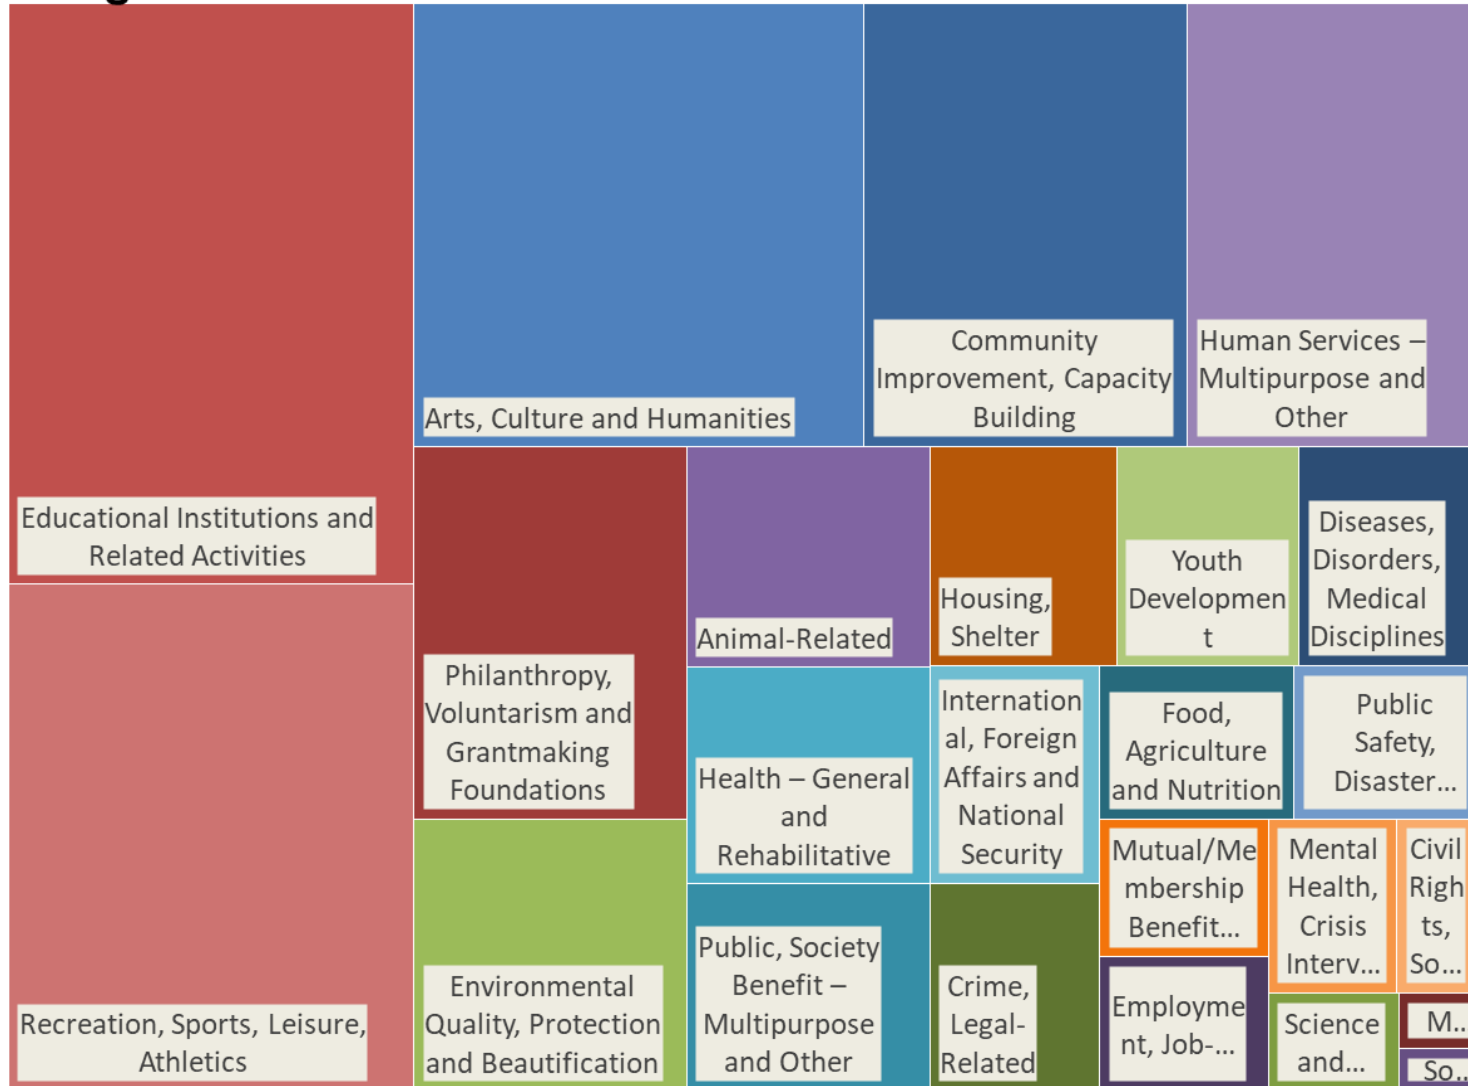 Educational Institutions and
Related Activities
Recreation, Sports, Leisure,
Athletics
Arts, Culture and Humanities
Community
Improvement, Capacity
Building
Human Services –
Multipurpose and
Other
Philanthropy,
Voluntarism and
Grantmaking
Foundations
Environmental
Quality, Protection
and Beautification
Animal-Related
Health – General
and
Rehabilitative
Public, Society
Benefit –
Multipurpose
and Other
Housing,
Shelter
Youth
Developmen
t
Diseases,
Disorders,
Medical
Disciplines
Internation
al, Foreign
Affairs and
National
Security
Food,
Agriculture
and Nutrition
Public
Safety,
Disaster...
Crime,
Legal-
Related
Mutual/Me
mbership
Benefit...
Employme
nt, Job-...
Mental
Health,
Crisis
Interv...
Civil
Righ
ts,
So...
Science
and...
M...
So...